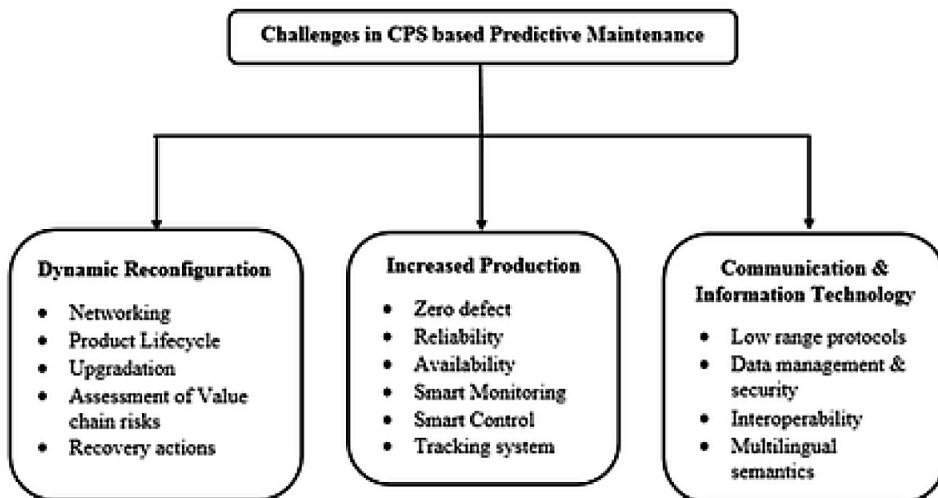 Challenges in CPS based Predictive Maintenance
Dynamic Reconfiguration
• Networking
• Product Lifecycle
• Upgradation
• Assessment of Value
chain risks
• Recovery actions
Increased Production
• Zero defect
• Reliability
• Availability
• Smart Monitoring
• Smart Control
• Tracking system
Communication &
Information Technology
• Low range protocols
• Data management &
security
• Interoperability
• Multilingual
semantics